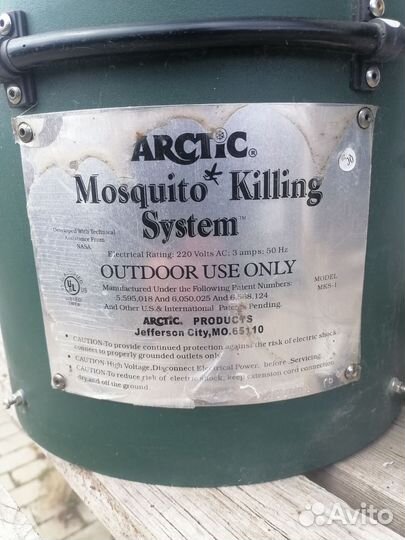 ARCTIC®
Mosquito Killing
System™
Developed With Technical
Assistance From
NASA
Electrical Rating: 220 Volts AC: 3 amps: 50 Hz
OUTDOOR USE ONLY
Manufactured Under the Following Patent Numbers:
5,595,018 And 6,050,025 And 6,568,124
And Other U.S & International Patents Pending.
MODEL
MKS-1
UL
US
ARCTIC PRODUCTS
Jefferson City,MO.65110
• CAUTION-To provide continued protection against the risk of electric shock
connect to properly grounded outlets only.
• CAUTION-High Voltage,Disconnect Electrical Power, before Servicing.
• CAUTION-To reduce risk of electric shock, keep extension cord connection
dry and off the ground.
Avito